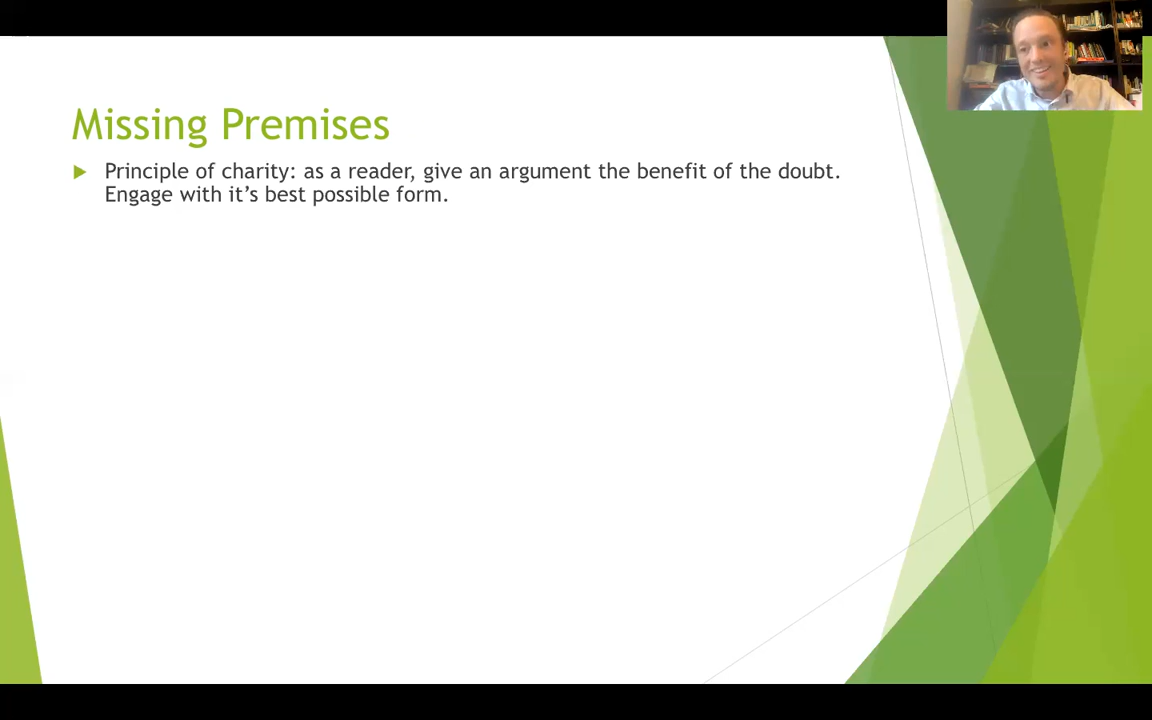 Missing Premises
Principle of charity: as a reader, give an argument the benefit of the doubt.
Engage with it’s best possible form.